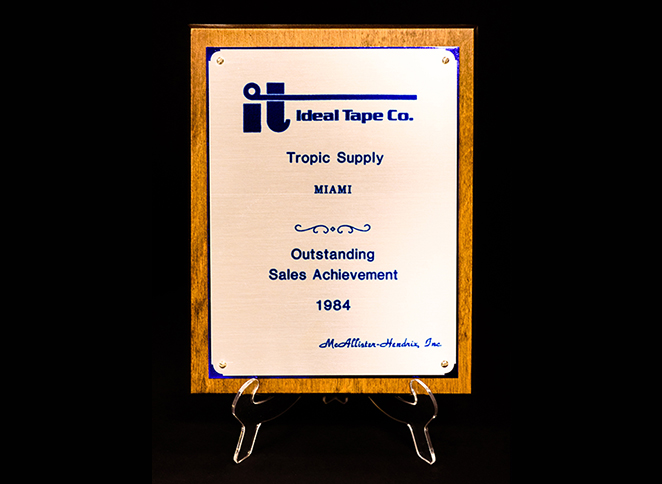 it Ideal Tape Co.
Tropic Supply
MIAMI
Outstanding
Sales Achievement
1984
McAllister-Hendrix, Inc.